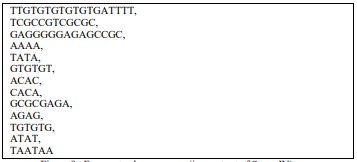 TTGTGTGTGTGTGATTTT,
TCGCCGTCGCGC,
GAGGGGGAGAGCCGC,
AAAA,
TATA,
GTGTGT,
ACAC,
CACA,
GCGCGAGA,
AGAG,
TGTGTG,
ATAT,
TAATAA